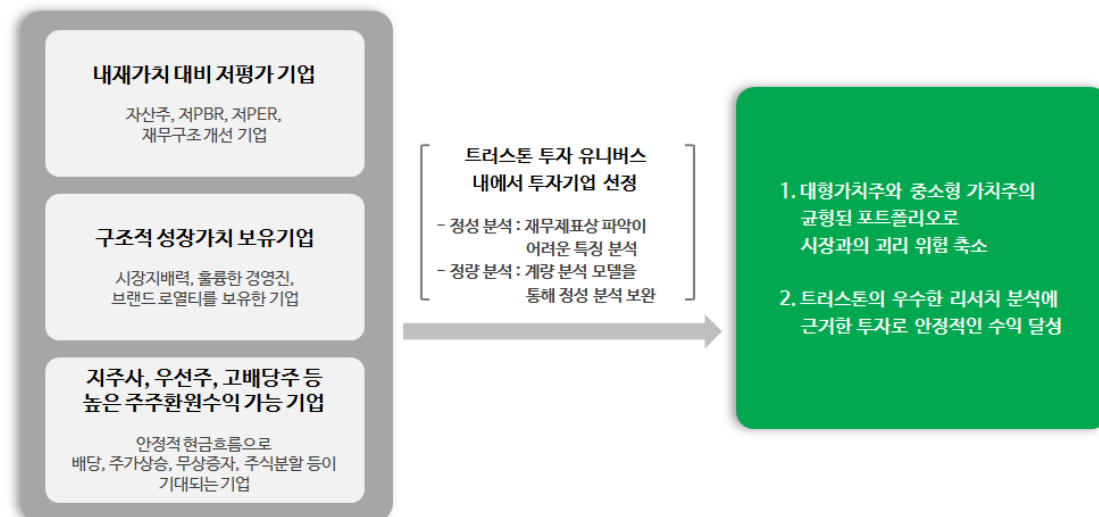 내재가치 대비 저평가 기업
자산주, 저PBR, 저PER,
재무구조 개선 기업
구조적 성장가치 보유기업
시장지배력, 훌륭한 경영진,
브랜드 로열티를 보유한 기업
지주사, 우선주, 고배당주 등
높은 주주환원수익 가능 기업
안정적 현금흐름으로
배당, 주가상승, 무상증자, 주식분할 등이
기대되는 기업
트러스톤 투자 유니버스
내에서 투자기업 선정
- 정성 분석 : 재무제표상 파악이
어려운 특징 분석
- 정량 분석 : 계량 분석 모델을
통해 정성 분석 보완
1. 대형가치주와 중소형 가치주의
균형된 포트폴리오로
시장과의 괴리 위험 축소
2. 트러스톤의 우수한 리서치 분석에
근거한 투자로 안정적인 수익 달성